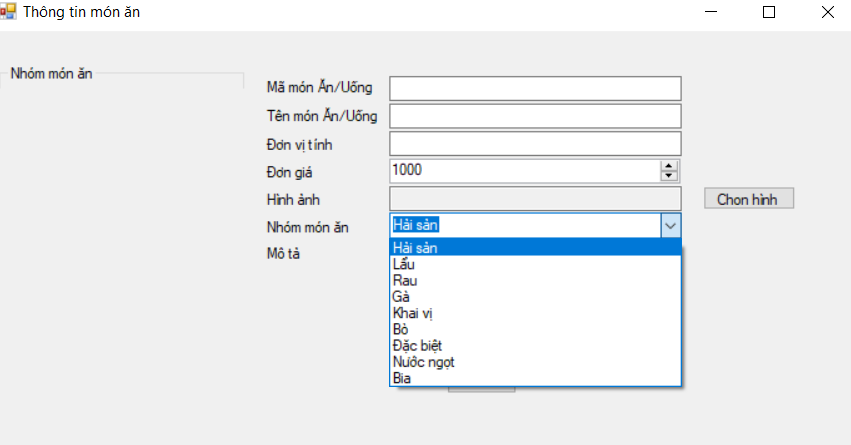 Thông tin món ăn
Nhóm món ăn
Mã món Ăn/Uống
Tên món Ăn/Uống
Đơn vị tính
Đơn giá
1000
Hình ảnh
Chon hình
Nhóm món ăn
Hải sản
Mô tả
Hải sản
Lẩu
Rau
Gà
Khai vị
Bò
Đặc biệt
Nước ngọt
Bia